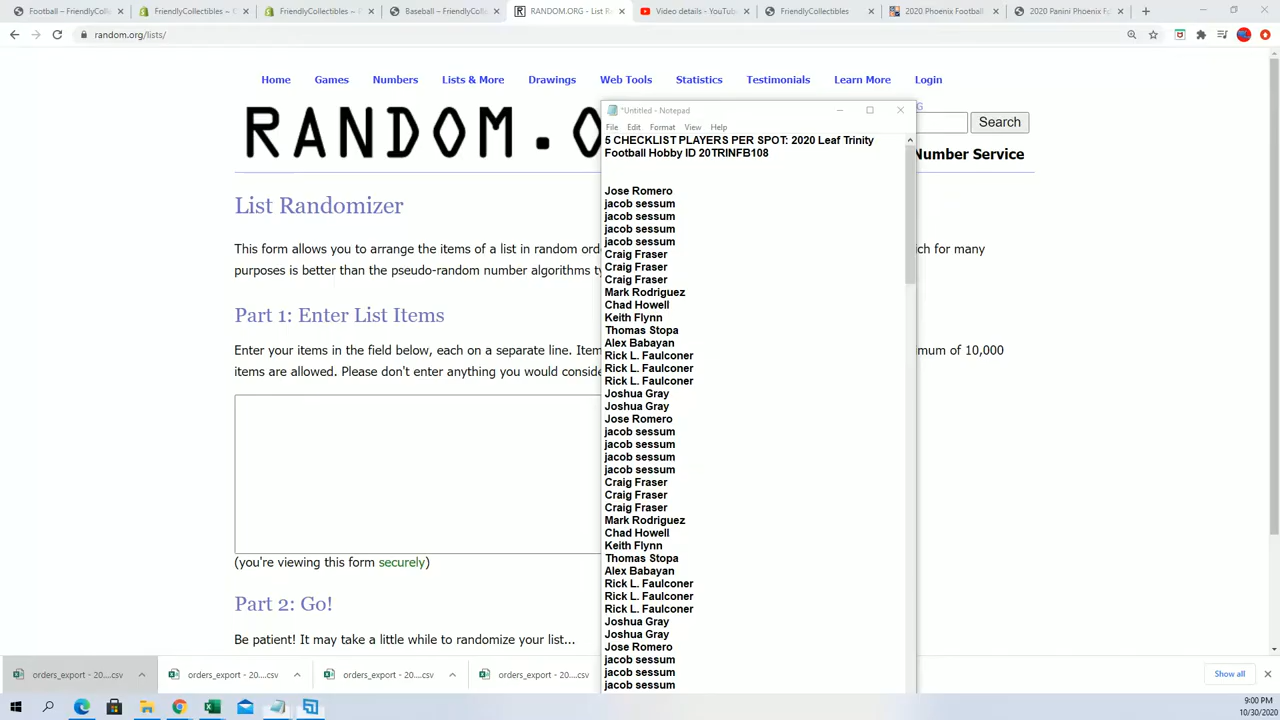 Football – FriendlyCollectibles – C
FriendlyCollectibles – C
FriendlyCollectibles – C
Baseball – FriendlyCollectibl
RANDOM.ORG - List R
Video details - YouTube
FriendlyCollectibles
2020 Phoenix Football
2020 Panini Phoenix Fo
random.org/lists/
Home
Games
Numbers
Lists & More
Drawings
Web Tools
Statistics
Testimonials
Learn More
Login
RANDOM.O
G
Search
Number Service
List Randomizer
This form allows you to arrange the items of a list in random ord
ch for many
purposes is better than the pseudo-random number algorithms ty
Part 1: Enter List Items
Enter your items in the field below, each on a separate line. Item
mum of 10,000
items are allowed. Please don't enter anything you would conside
(you're viewing this form securely)
Part 2: Go!
Be patient! It may take a little while to randomize your list...
*Untitled - Notepad
File
Edit
Format
View
Help
5 CHECKLIST PLAYERS PER SPOT: 2020 Leaf Trinity
Football Hobby ID 20TRINFB108
Jose Romero
jacob sessum
jacob sessum
jacob sessum
jacob sessum
Craig Fraser
Craig Fraser
Craig Fraser
Mark Rodriguez
Chad Howell
Keith Flynn
Thomas Stopa
Alex Babayan
Rick L. Faulconer
Rick L. Faulconer
Rick L. Faulconer
Joshua Gray
Joshua Gray
Jose Romero
jacob sessum
jacob sessum
jacob sessum
jacob sessum
Craig Fraser
Craig Fraser
Craig Fraser
Mark Rodriguez
Chad Howell
Keith Flynn
Thomas Stopa
Alex Babayan
Rick L. Faulconer
Rick L. Faulconer
Rick L. Faulconer
Joshua Gray
Joshua Gray
Jose Romero
jacob sessum
jacob sessum
jacob sessum
orders_export - 20....csv
orders_export - 20....csv
orders_export - 20....csv
orders_export - 20....csv
Show all
9:00 PM
10/30/2020